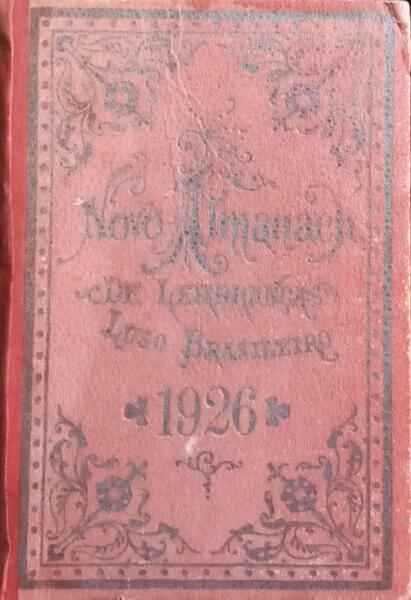 Novo Almanach
De Lembranças
Luso Brasileiro
1926